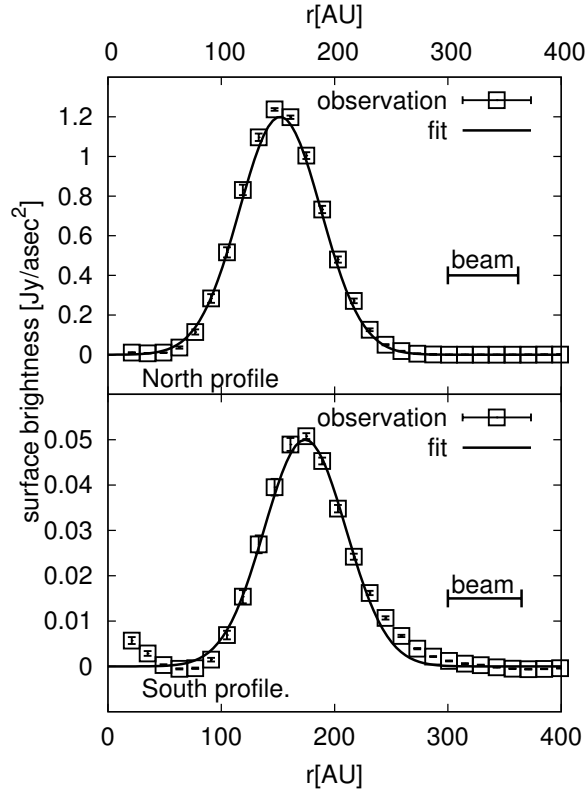 r[AU]
0 100 200 300 400
surface brightness [Jy/asec²]
1.2
1
0.8
0.6
0.4
0.2
0
observation
fit
beam
North profile
0.05
0.04
0.03
0.02
0.01
0
observation
fit
beam
South profile.
0 100 200 300 400
r[AU]